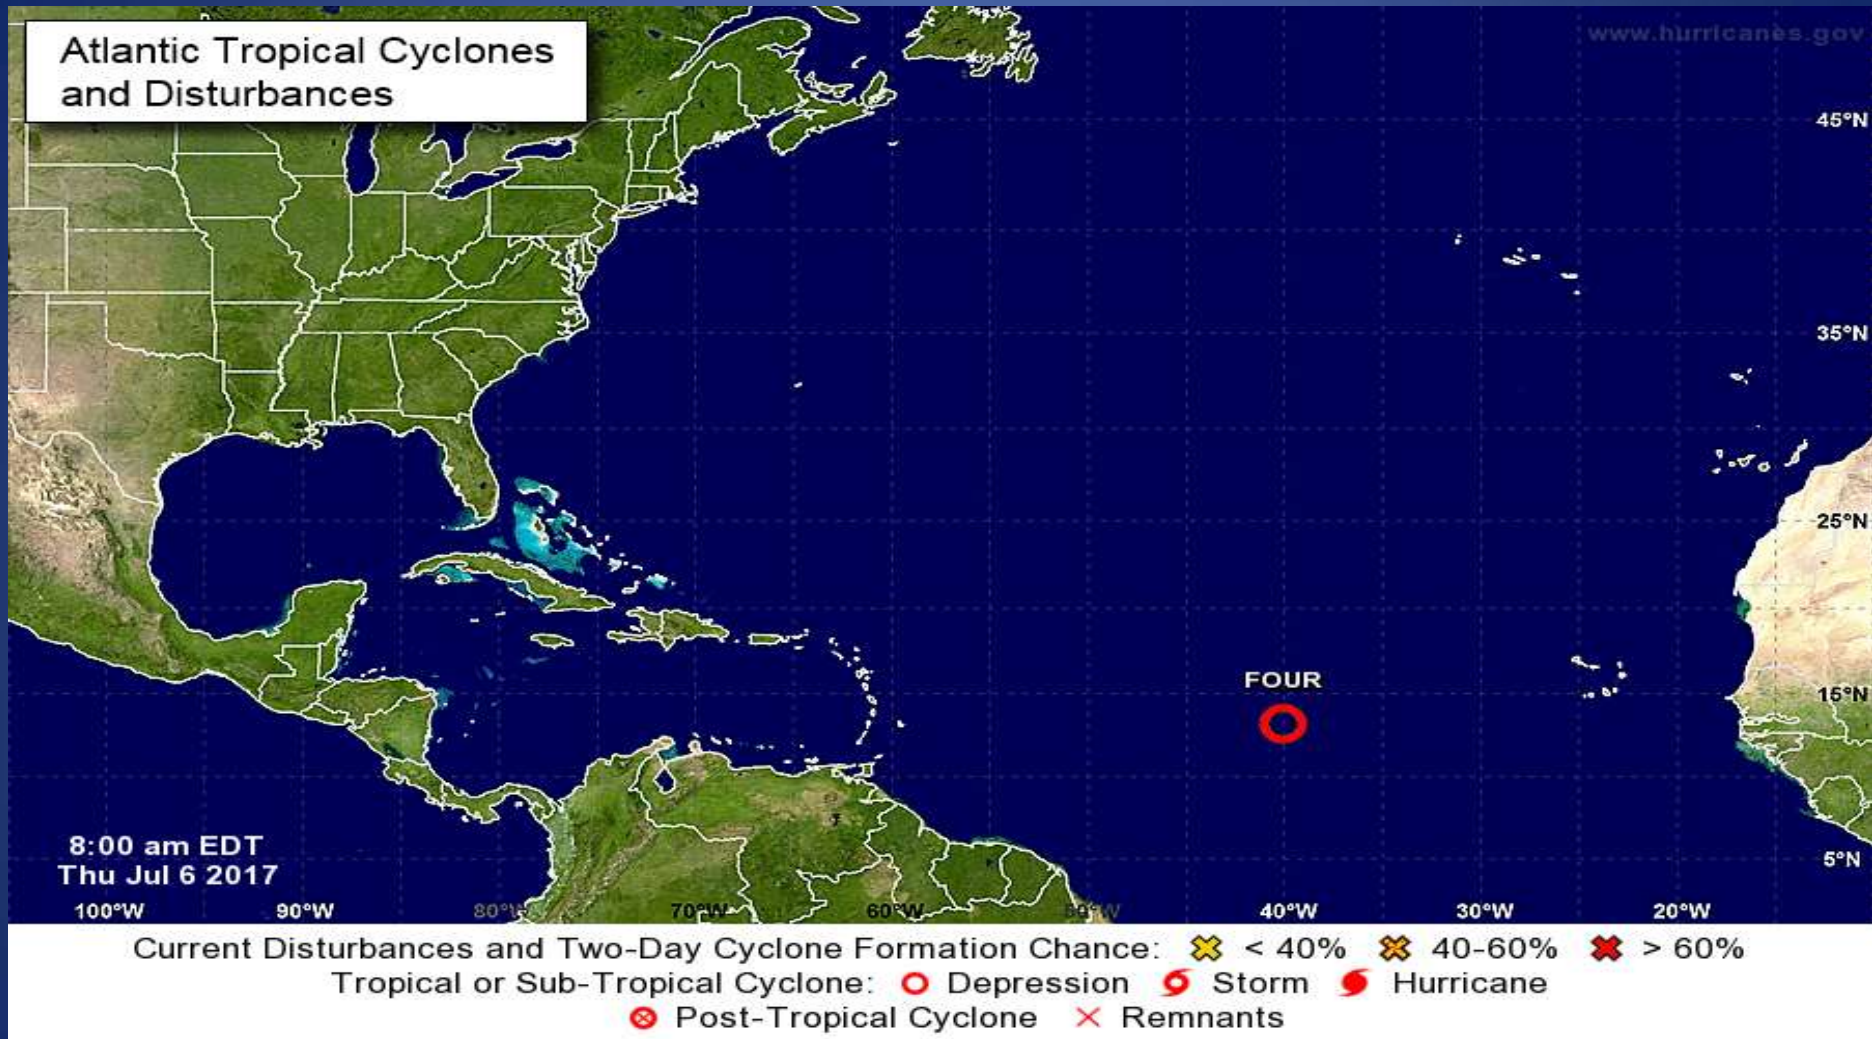 Atlantic Tropical Cyclones
and Disturbances
www.hurricanes.gov
45°N
35°N
25°N
FOUR
15°N
8:00 am EDT
Thu Jul 6 2017
5°N
100°W 90°W 80°W 70°W 60°W 50°W 40°W 30°W 20°W
Current Disturbances and Two-Day Cyclone Formation Chance: < 40% 40-60% > 60%
Tropical or Sub-Tropical Cyclone: Depression Storm Hurricane
Post-Tropical Cyclone Remnants